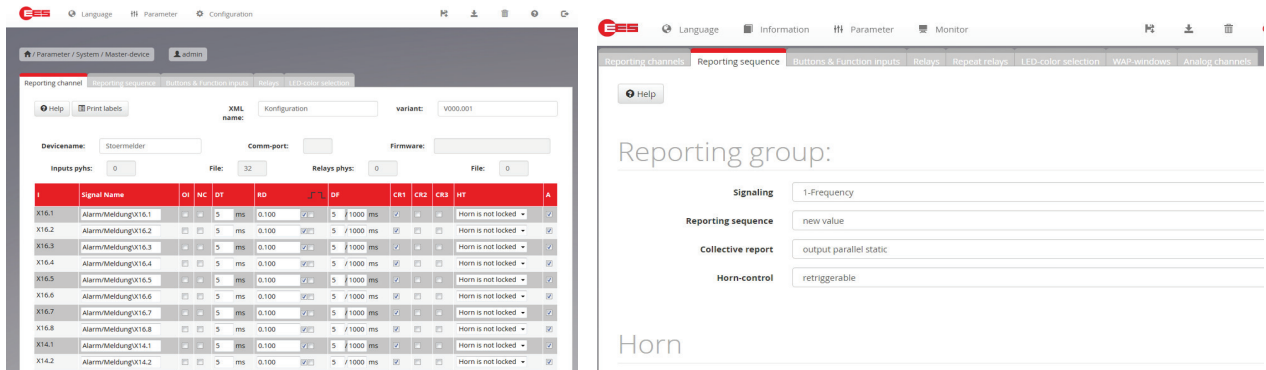 EES Language Parameter Configuration
/ Parameter / System / Master-device admin
Reporting channel Reporting sequence Buttons & Function inputs Relays LED-color selection
Help Print labels XML name: Konfiguration variant: V000.001
Devicename: Stoermelder Comm-port: Firmware:
Inputs pyhs: 0 File: 32 Relays phys: 0 File: 0
I Signal Name OI NC DT RD DF CR1 CR2 CR3 HT A
X16.1 Alarm/Meldung\X16.1 5 ms 0.100 5 / 1000 ms Horn is not locked
X16.2 Alarm/Meldung\X16.2 5 ms 0.100 5 / 1000 ms Horn is not locked
X16.3 Alarm/Meldung\X16.3 5 ms 0.100 5 / 1000 ms Horn is not locked
X16.4 Alarm/Meldung\X16.4 5 ms 0.100 5 / 1000 ms Horn is not locked
X16.5 Alarm/Meldung\X16.5 5 ms 0.100 5 / 1000 ms Horn is not locked
X16.6 Alarm/Meldung\X16.6 5 ms 0.100 5 / 1000 ms Horn is not locked
X16.7 Alarm/Meldung\X16.7 5 ms 0.100 5 / 1000 ms Horn is not locked
X16.8 Alarm/Meldung\X16.8 5 ms 0.100 5 / 1000 ms Horn is not locked
X14.1 Alarm/Meldung\X14.1 5 ms 0.100 5 / 1000 ms Horn is not locked
X14.2 Alarm/Meldung\X14.2 5 ms 0.100 5 / 1000 ms Horn is not locked
EES Language Information Parameter Monitor
Reporting channels Reporting sequence Buttons & Function inputs Relays Repeat relays LED-color selection WAP-windows Analog channels
Help
Reporting group:
Signaling 1-Frequency
Reporting sequence new value
Collective report output parallel static
Horn-control retriggerable
Horn